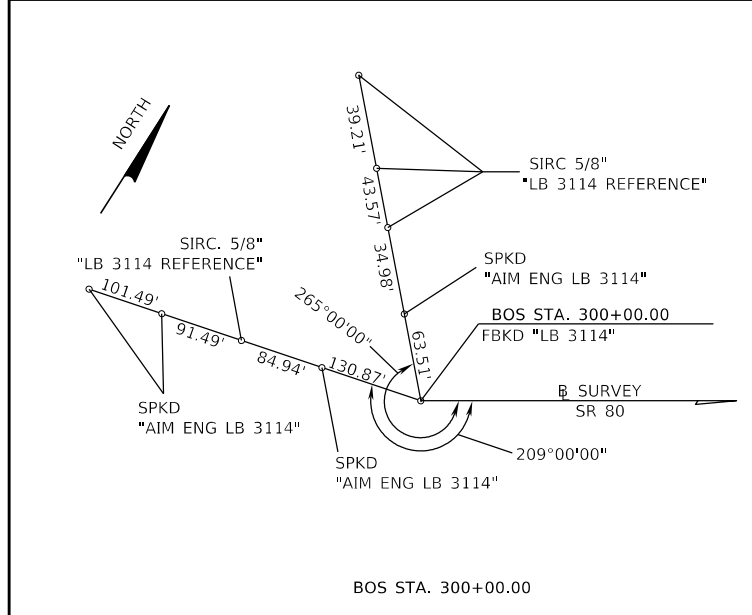 NORTH
39.21'
43.57'
34.98'
63.51'
SIRC 5/8"
"LB 3114 REFERENCE"
SIRC. 5/8"
"LB 3114 REFERENCE"
SPKD
"AIM ENG LB 3114"
101.49'
91.49'
84.94'
130.87'
265°00'00"
BOS STA. 300+00.00
FBKD "LB 3114"
SPKD
"AIM ENG LB 3114"
BL SURVEY
SR 80
SPKD
"AIM ENG LB 3114"
209°00'00"
BOS STA. 300+00.00